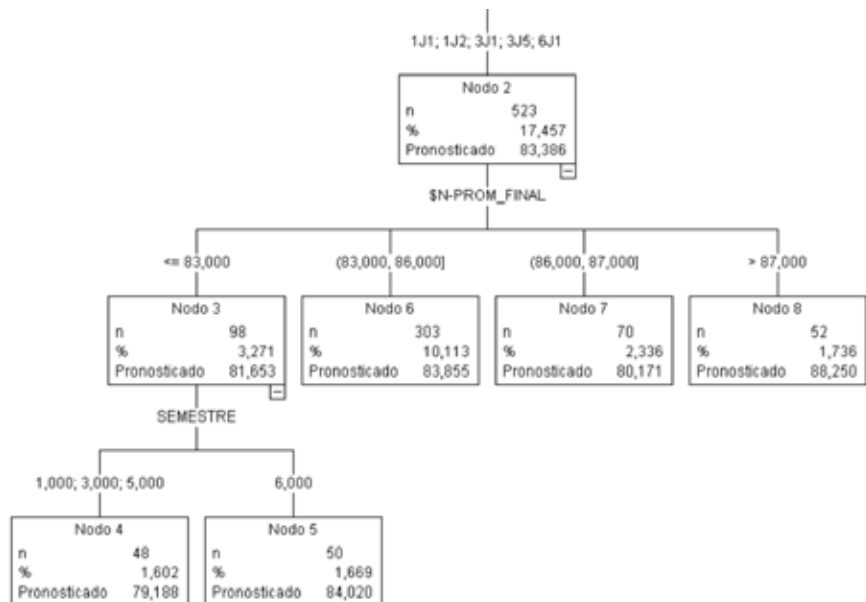 1J1; 1J2; 3J1; 3J5; 6J1
Nodo 2
n 523
% 17,457
Pronosticado 83,386
$N-PROM_FINAL
<= 83,000
(83,000, 86,000]
(86,000, 87,000]
> 87,000
Nodo 3
n 98
% 3,271
Pronosticado 81,653
Nodo 6
n 303
% 10,113
Pronosticado 83,855
Nodo 7
n 70
% 2,336
Pronosticado 80,171
Nodo 8
n 52
% 1,736
Pronosticado 88,250
SEMESTRE
1,000; 3,000; 5,000
6,000
Nodo 4
n 48
% 1,602
Pronosticado 79,188
Nodo 5
n 50
% 1,669
Pronosticado 84,020